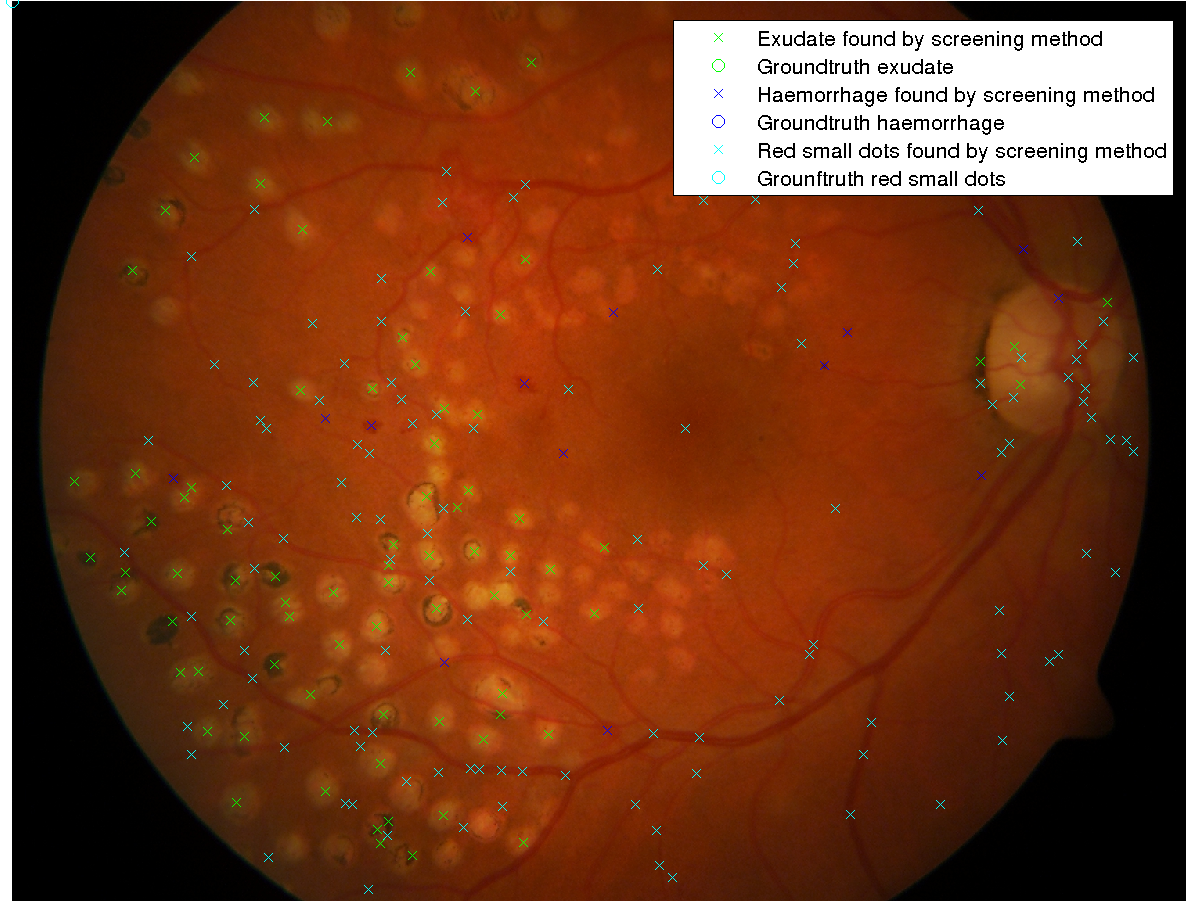 Exudate found by screening method
Groundtruth exudate
Haemorrhage found by screening method
Groundtruth haemorrhage
Red small dots found by screening method
Grounftruth red small dots